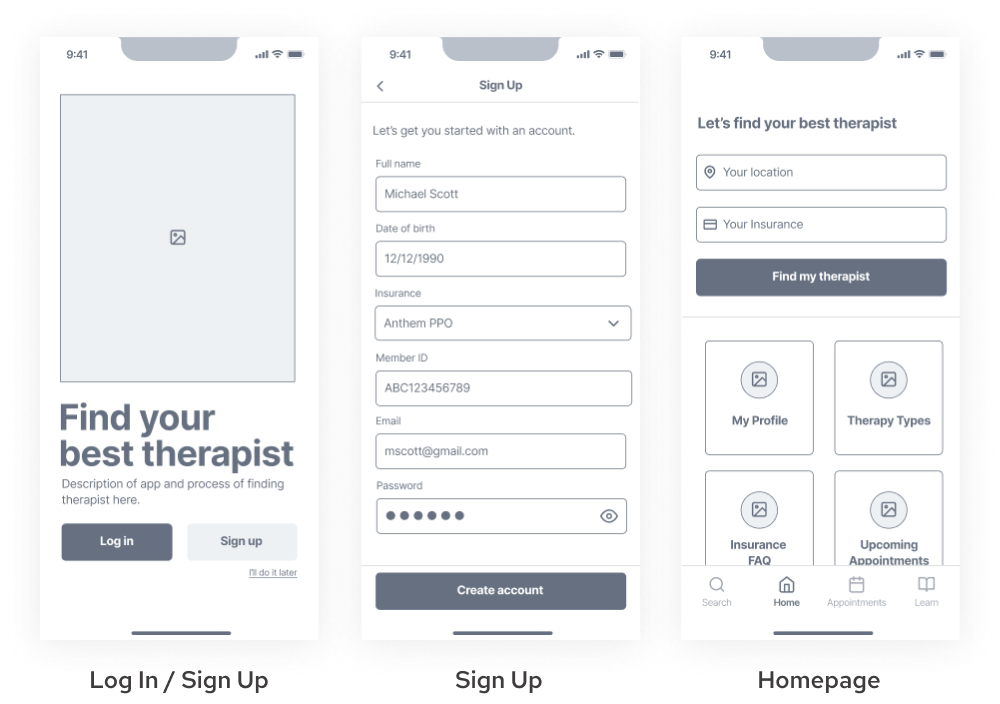 9:41
Find your
best therapist
Description of app and process of finding
therapist here.
Log in
Sign up
I'll do it later
Log In / Sign Up
9:41
Sign Up
Let's get you started with an account.
Full name
Michael Scott
Date of birth
12/12/1990
Insurance
Anthem PPO
Member ID
ABC123456789
Email
mscott@gmail.com
Password
Create account
Sign Up
9:41
Let's find your best therapist
Your location
Your Insurance
Find my therapist
My Profile
Therapy Types
Insurance
FAQ
Upcoming
Appointments
Search
Home
Appointments
Learn
Homepage